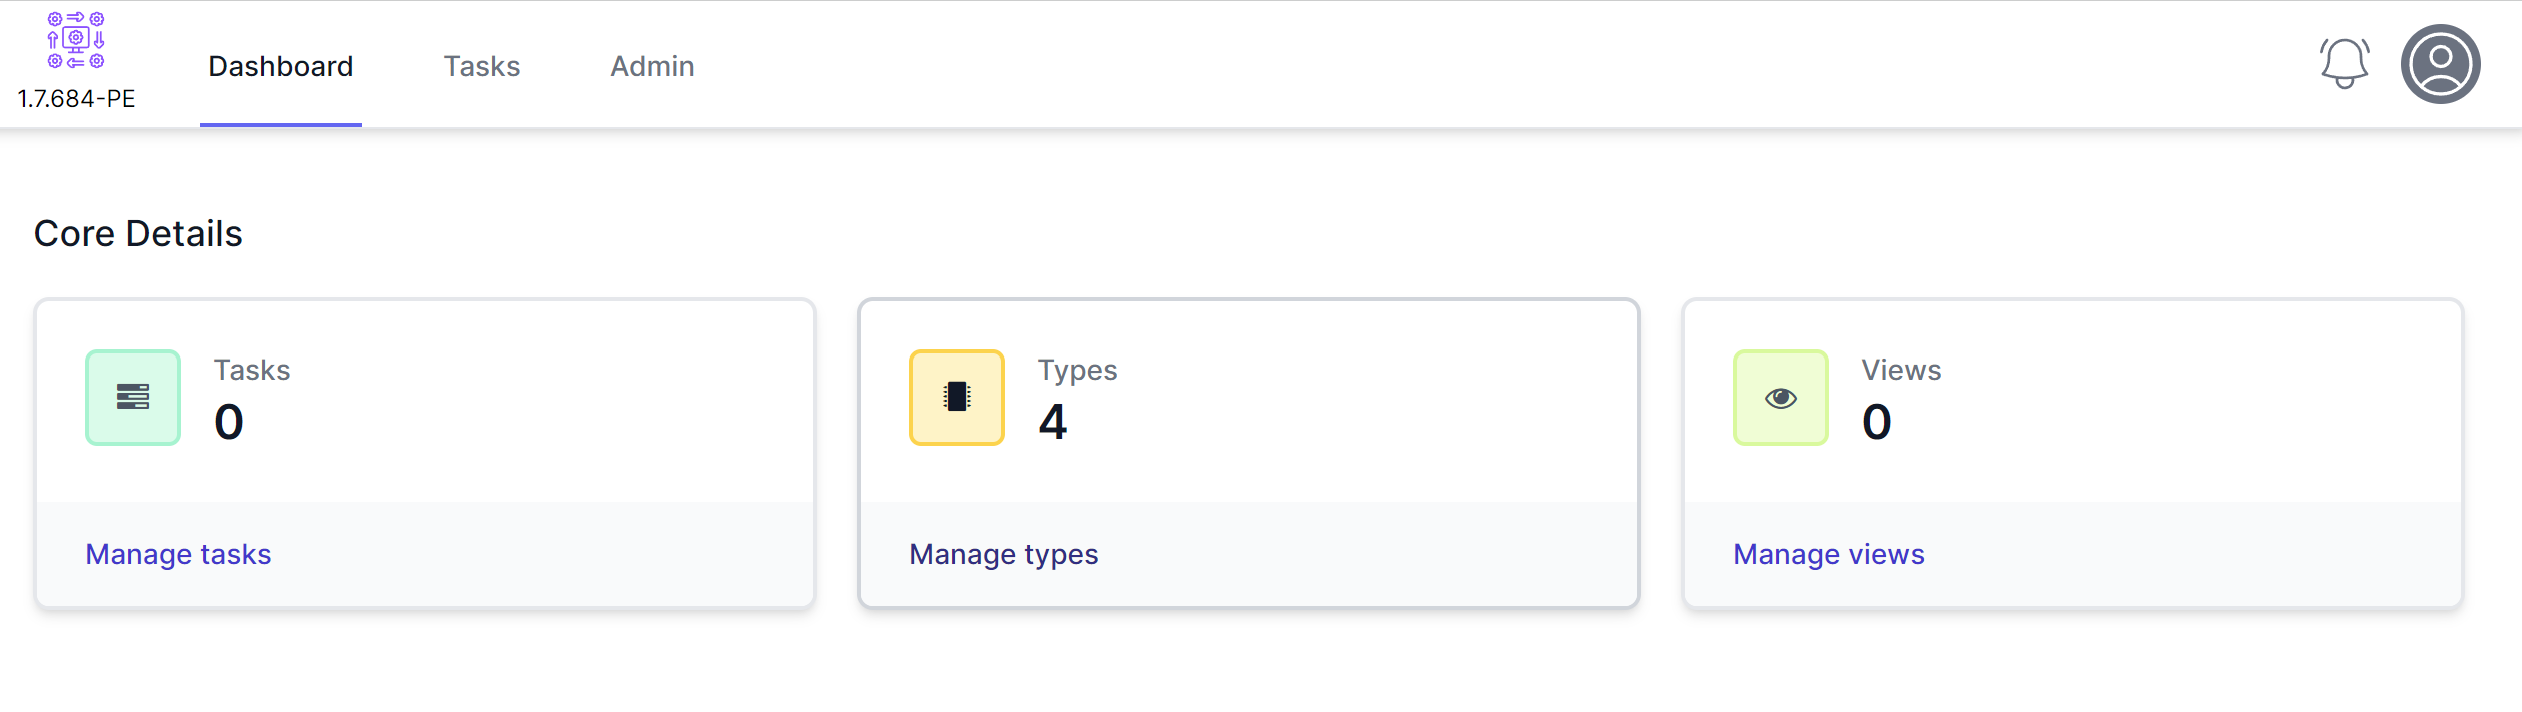 1.7.684-PE
Dashboard
Tasks
Admin
Core Details
Tasks
0
Manage tasks
Types
4
Manage types
Views
0
Manage views